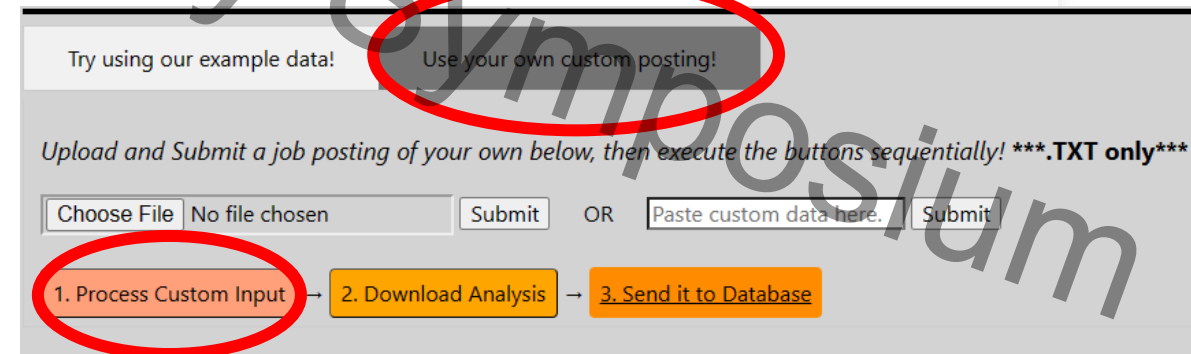 Try using our example data! Use your own custom posting!
Upload and Submit a job posting of your own below, then execute the buttons sequentially! ***.TXT only***
Choose File No file chosen Submit OR Paste custom data here. Submit
1. Process Custom Input → 2. Download Analysis → 3. Send it to Database
Symposium